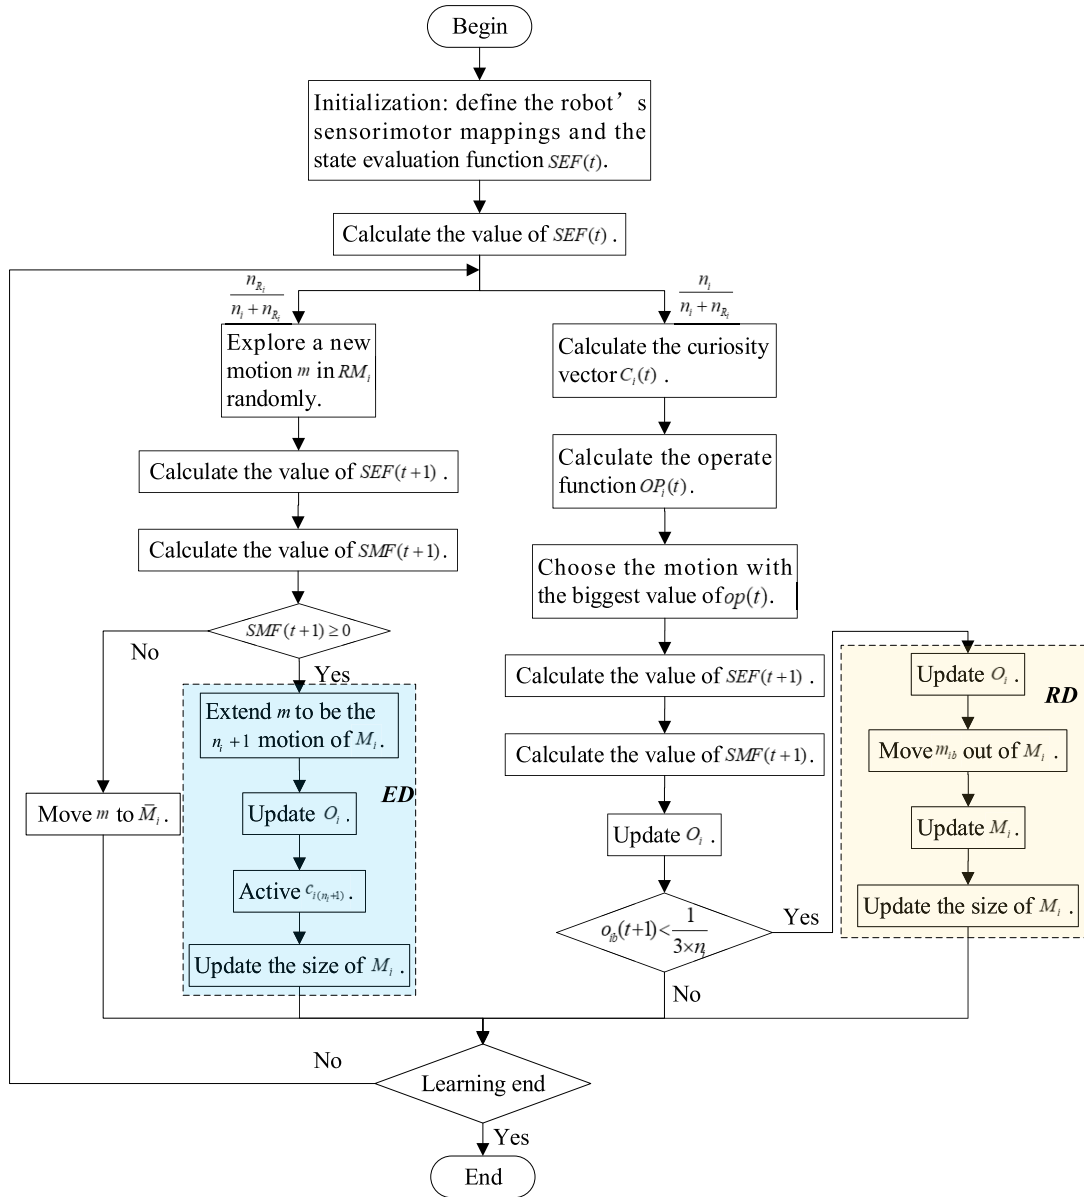 Begin
Initialization: define the robot’s
sensorimotor mappings and the
state evaluation function SEF(t).
Calculate the value of SEF(t) .
n_{R_i} / (n_i + n_{R_i})
n_i / (n_i + n_{R_i})
Explore a new
motion m in RM_i
randomly.
Calculate the value of SEF(t+1) .
Calculate the value of SMF(t+1).
SMF(t+1) ≥ 0
No
Yes
Extend m to be the
n_i +1 motion of M_i.
Update O_i .
Active c_{i(n_i+1)} .
Update the size of M_i .
ED
Move m to M̄_i.
Calculate the curiosity
vector C_i(t) .
Calculate the operate
function OP_i(t).
Choose the motion with
the biggest value of op(t).
Calculate the value of SEF(t+1) .
Calculate the value of SMF(t+1).
Update O_i .
o_{ib}(t+1) < 1 / (3×n_i)
Yes
No
Update O_i .
RD
Move m_{ib} out of M_i .
Update M_i.
Update the size of M_i .
Learning end
No
Yes
End